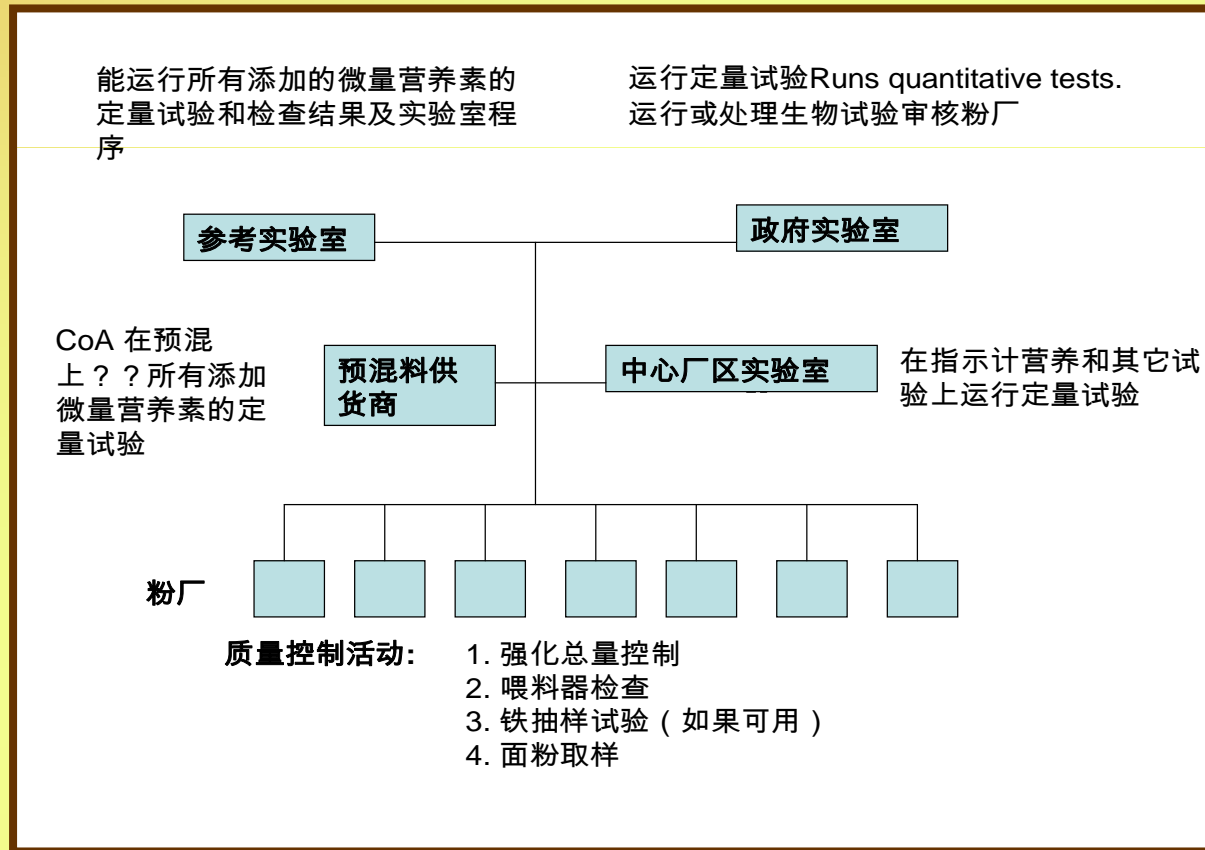 能运行所有添加的微量营养素的
定量试验和检查结果及实验室程
序
运行定量试验Runs quantitative tests.
运行或处理生物试验审核粉厂
参考实验室
政府实验室
CoA 在预混
上？？所有添加
微量营养素的定
量试验
预混料供
货商
中心厂区实验室
在指示计营养和其它试
验上运行定量试验
粉厂
质量控制活动:
1. 强化总量控制
2. 喂料器检查
3. 铁抽样试验（如果可用）
4. 面粉取样